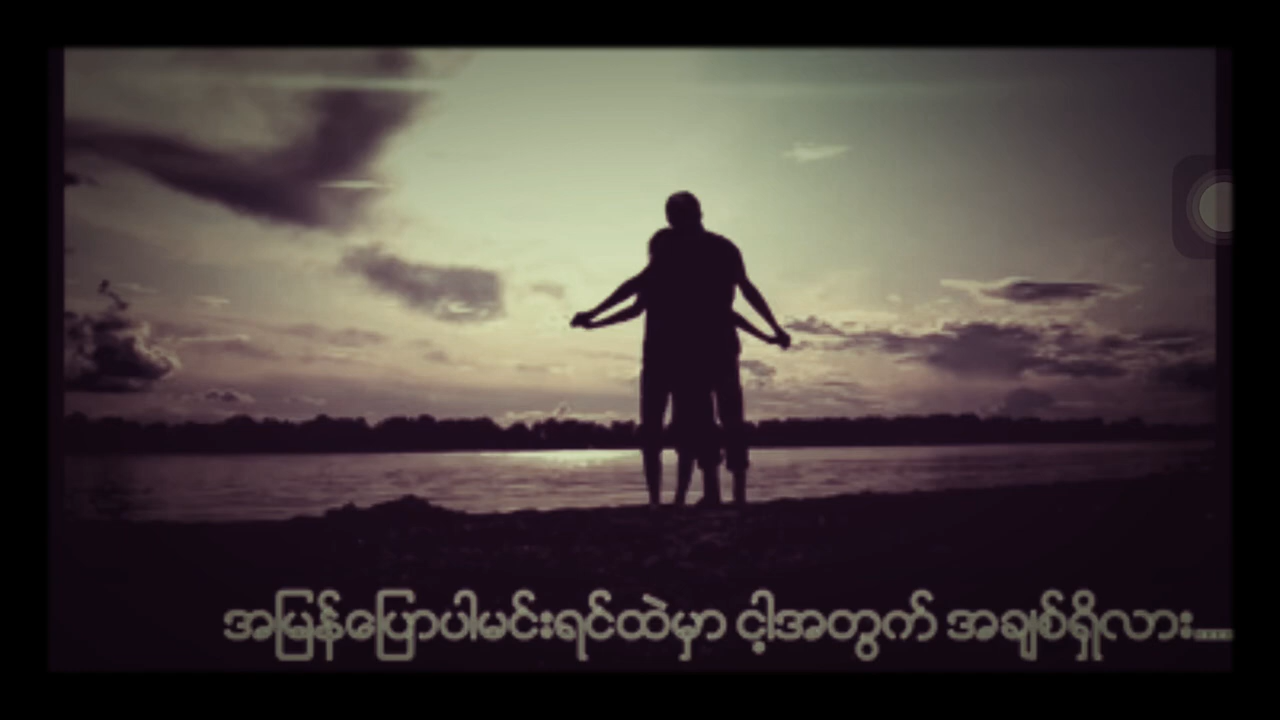 အမြန်ပြောပါမင်းရင်ထဲမှာ ငါ့အတွက် အချစ်ရှိလား....